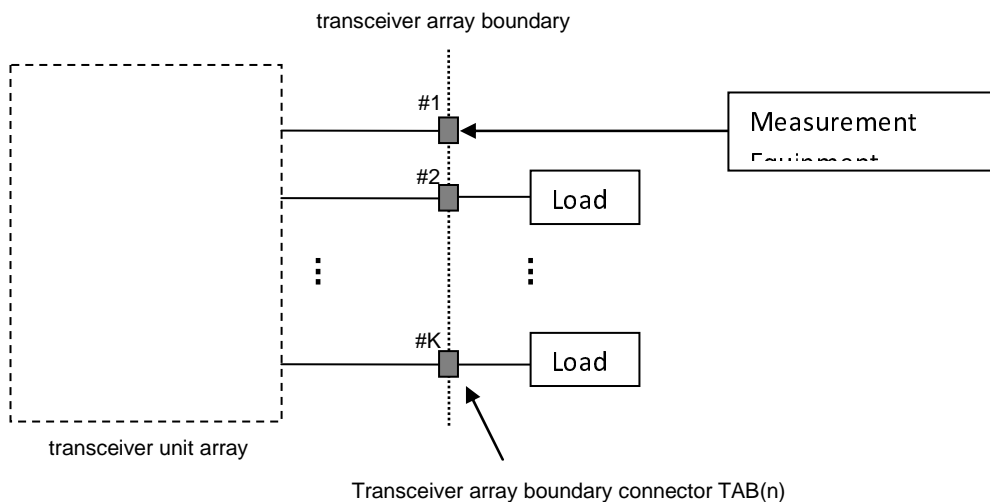 transceiver array boundary
#1
Measurement
#2
Load
#K
Load
transceiver unit array
Transceiver array boundary connector TAB(n)